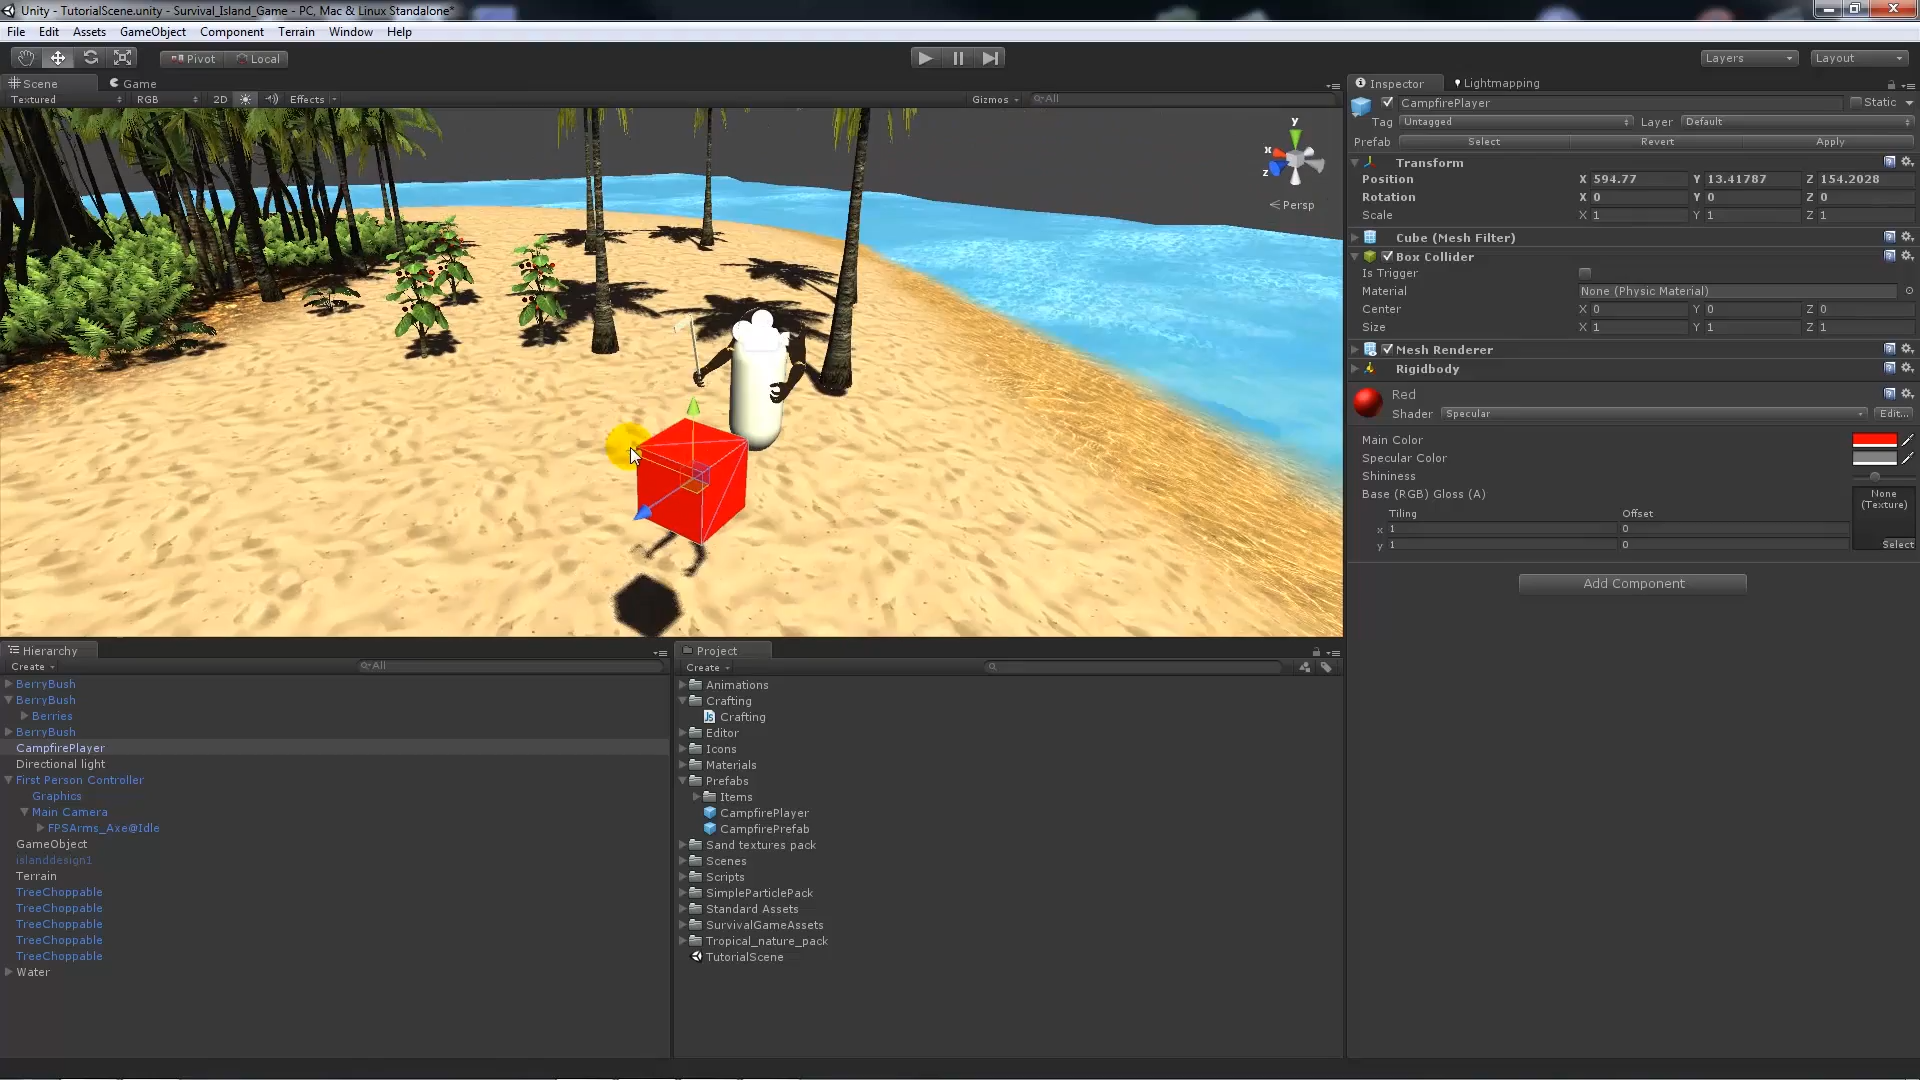 Unity - TutorialScene.unity - Survival_Island_Game - PC, Mac & Linux Standalone*
File Edit Assets GameObject Component Terrain Window Help
Pivot Local Layers Layout
Scene Game
Textured RGB 2D Effects Gizmos All
y
x
z
Persp
Inspector Lightmapping
CampfirePlayer Static
Tag Untagged Layer Default
Prefab Select Revert Apply
Transform
Position X 594.77 Y 13.41787 Z 154.2028
Rotation X 0 Y 0 Z 0
Scale X 1 Y 1 Z 1
Cube (Mesh Filter)
Box Collider
Is Trigger
Material None (Physic Material)
Center X 0 Y 0 Z 0
Size X 1 Y 1 Z 1
Mesh Renderer
Rigidbody
Red
Shader Specular Edit...
Main Color
Specular Color
Shininess
Base (RGB) Gloss (A) None (Texture)
Tiling Offset
x 1 0
y 1 0 Select
Add Component
Hierarchy
Create All
BerryBush
BerryBush
Berries
BerryBush
CampfirePlayer
Directional light
First Person Controller
Graphics
Main Camera
FPSArms_Axe@Idle
GameObject
islanddesign1
Terrain
TreeChoppable
TreeChoppable
TreeChoppable
TreeChoppable
TreeChoppable
Water
Project
Create
Animations
Crafting
Js Crafting
Editor
Icons
Materials
Prefabs
Items
CampfirePlayer
CampfirePrefab
Sand textures pack
Scenes
Scripts
SimpleParticlePack
Standard Assets
SurvivalGameAssets
Tropical_nature_pack
TutorialScene